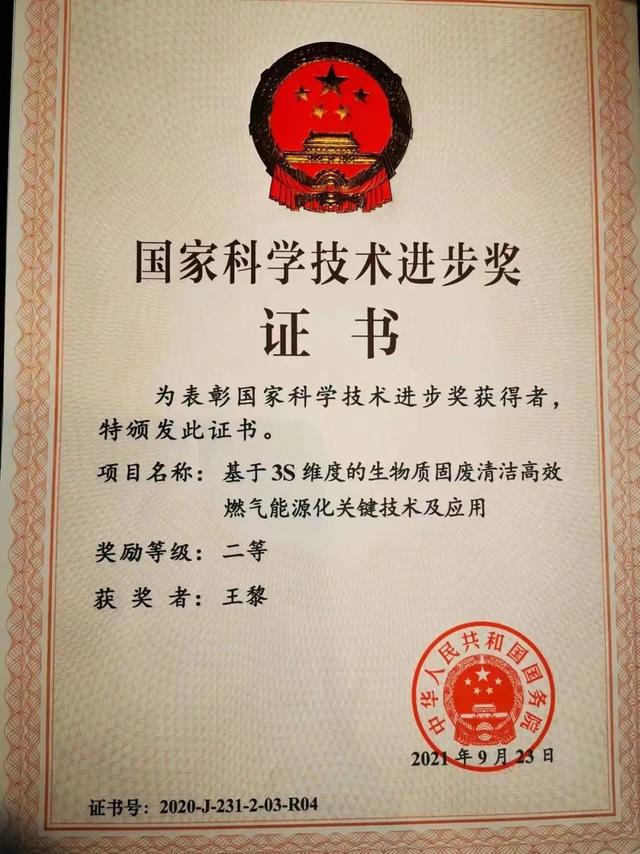 国家科学技术进步奖
证书
为表彰国家科学技术进步奖获得者，
特颁发此证书。
项目名称：基于3S维度的生物质固废清洁高效
燃气能源化关键技术及应用
奖励等级：二等
获奖者：王黎
中华人民共和国国务院
2021年9月23日
证书号：2020-J-231-2-03-R04